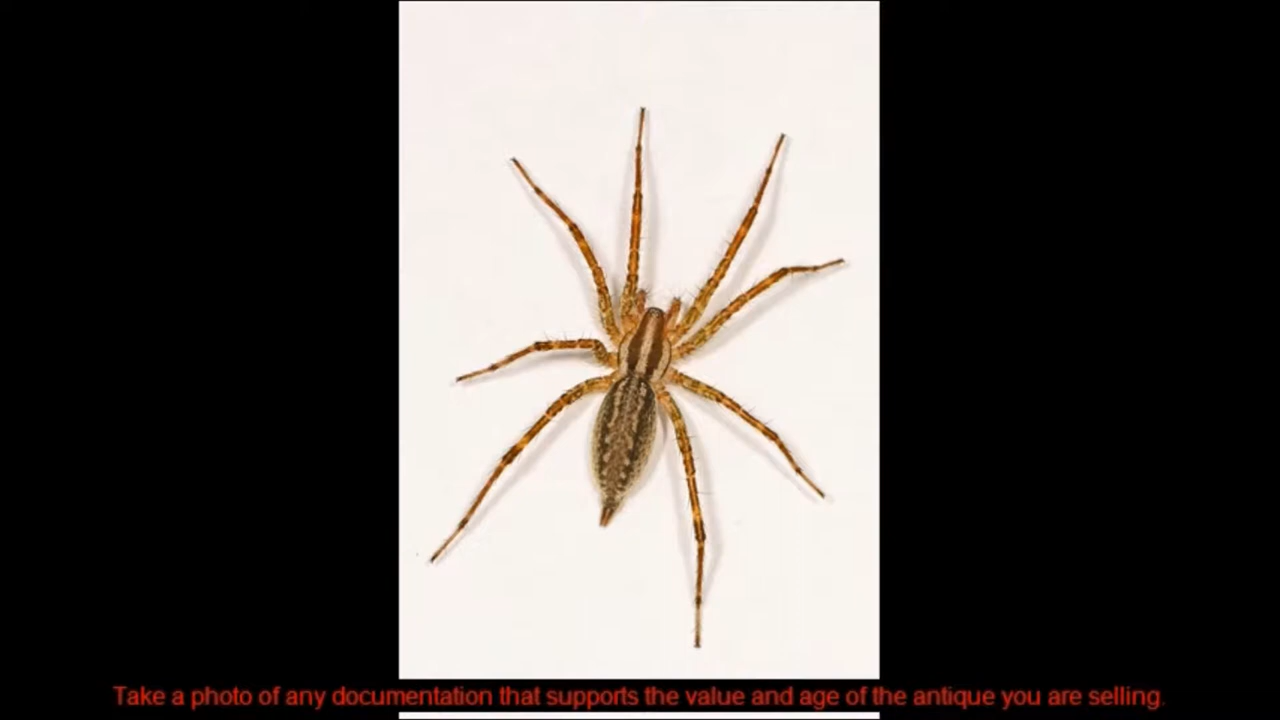 Take a photo of any documentation that supports the value and age of the antique you are selling.